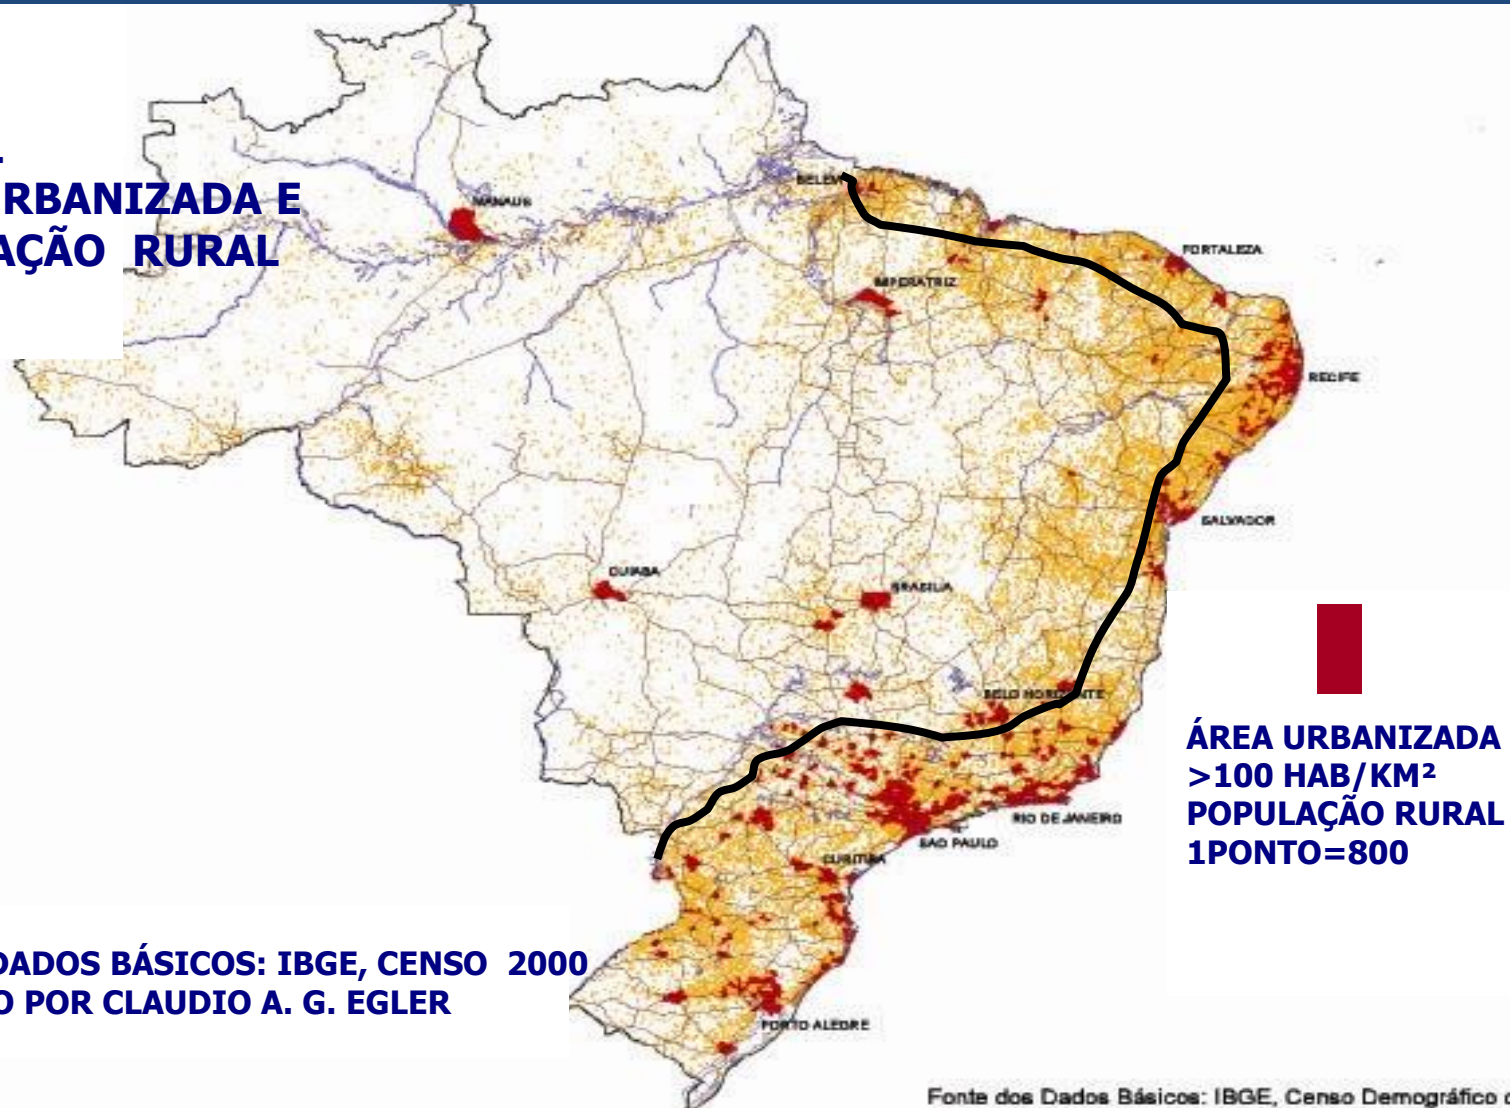 RBANIZADA E
AÇÃO RURAL
MANAUS
BELEM
FORTALEZA
IMPERATRIZ
RECIFE
SALVADOR
CUIABA
BRASILIA
BELO HORIZONTE
ÁREA URBANIZADA
>100 HAB/KM²
POPULAÇÃO RURAL
1PONTO=800
RIO DE JANEIRO
SAO PAULO
CURITIBA
DADOS BÁSICOS: IBGE, CENSO 2000
O POR CLAUDIO A. G. EGLER
PORTO ALEGRE
Fonte dos Dados Básicos: IBGE, Censo Demográfico